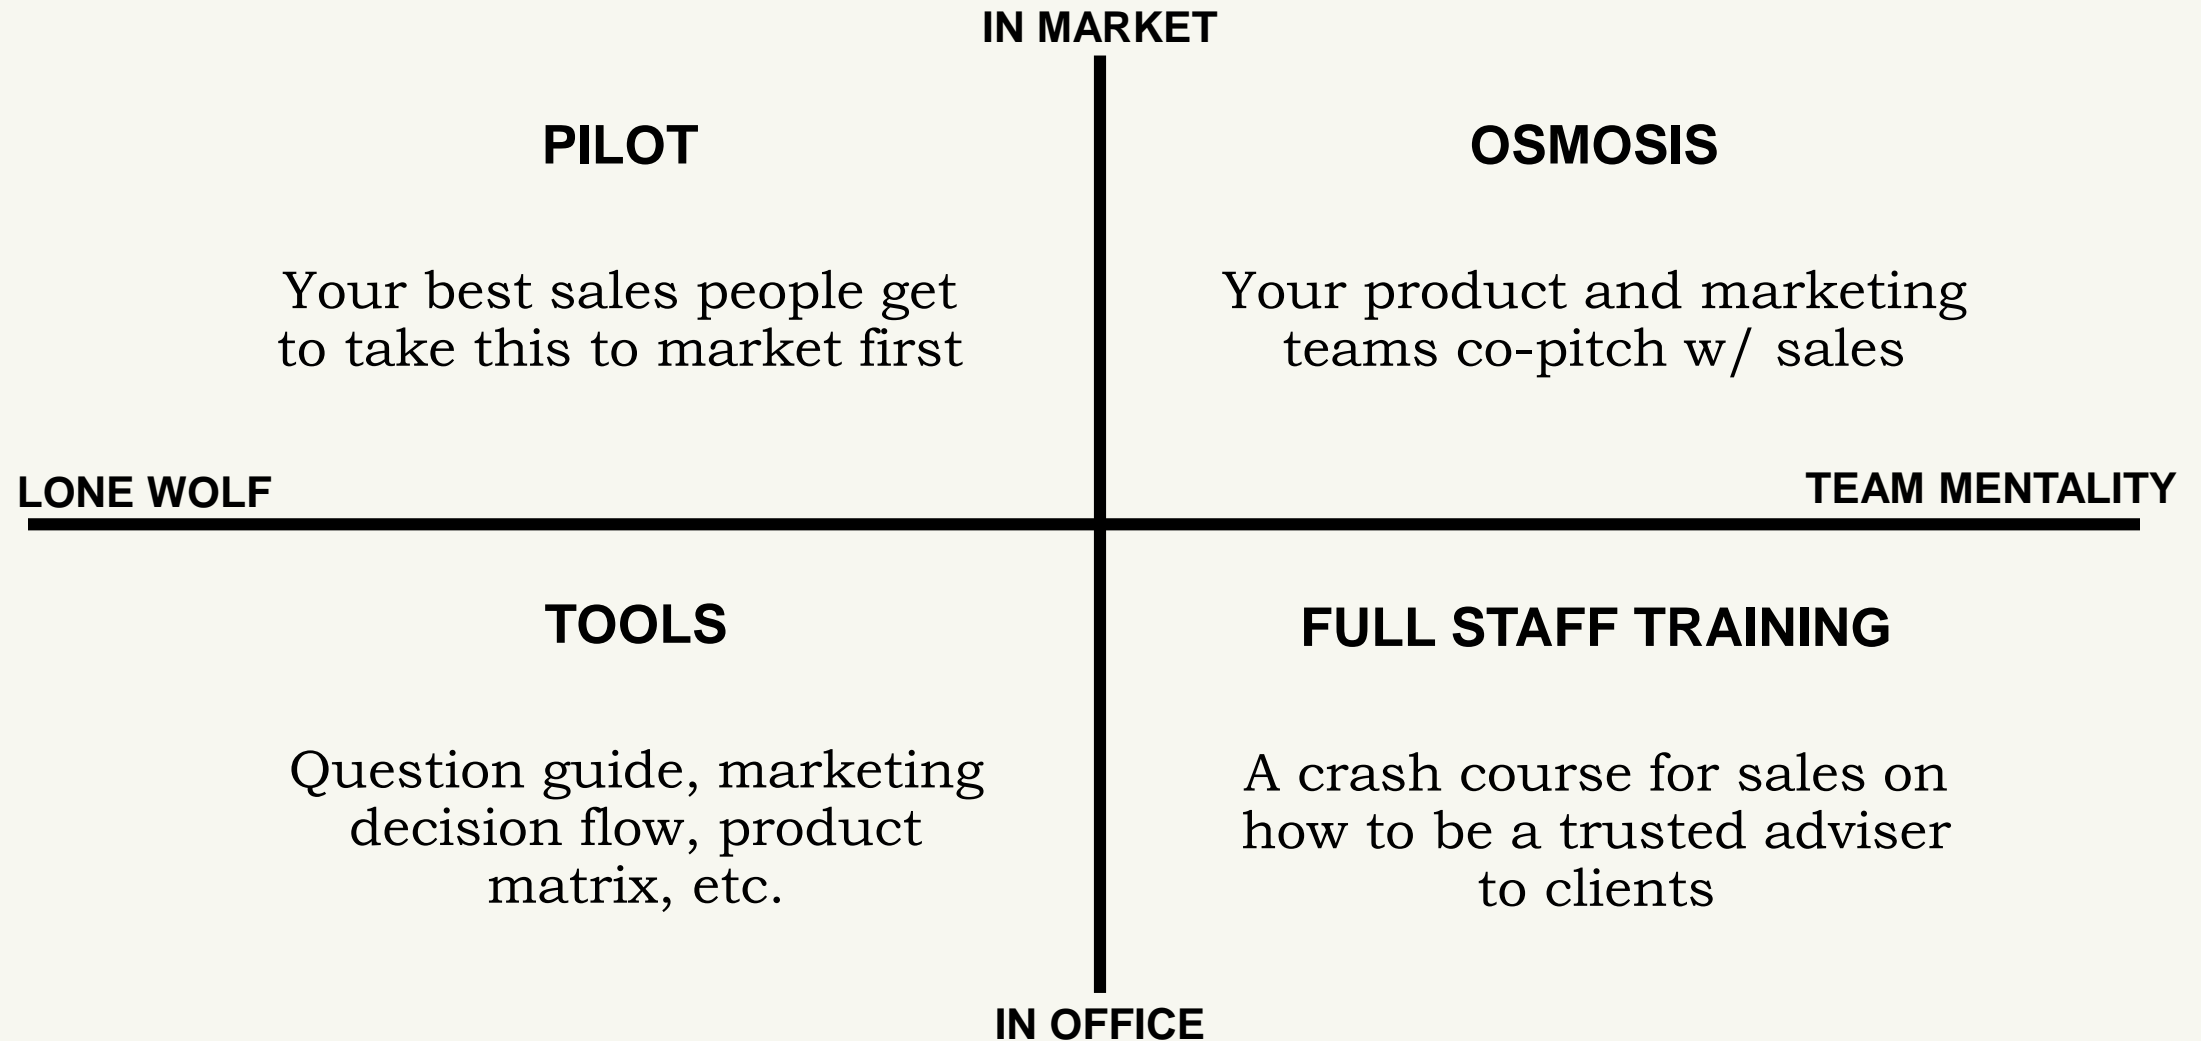 IN MARKET
PILOT
Your best sales people get
to take this to market first
OSMOSIS
Your product and marketing
teams co-pitch w/ sales
LONE WOLF
TEAM MENTALITY
TOOLS
Question guide, marketing
decision flow, product
matrix, etc.
FULL STAFF TRAINING
A crash course for sales on
how to be a trusted adviser
to clients
IN OFFICE